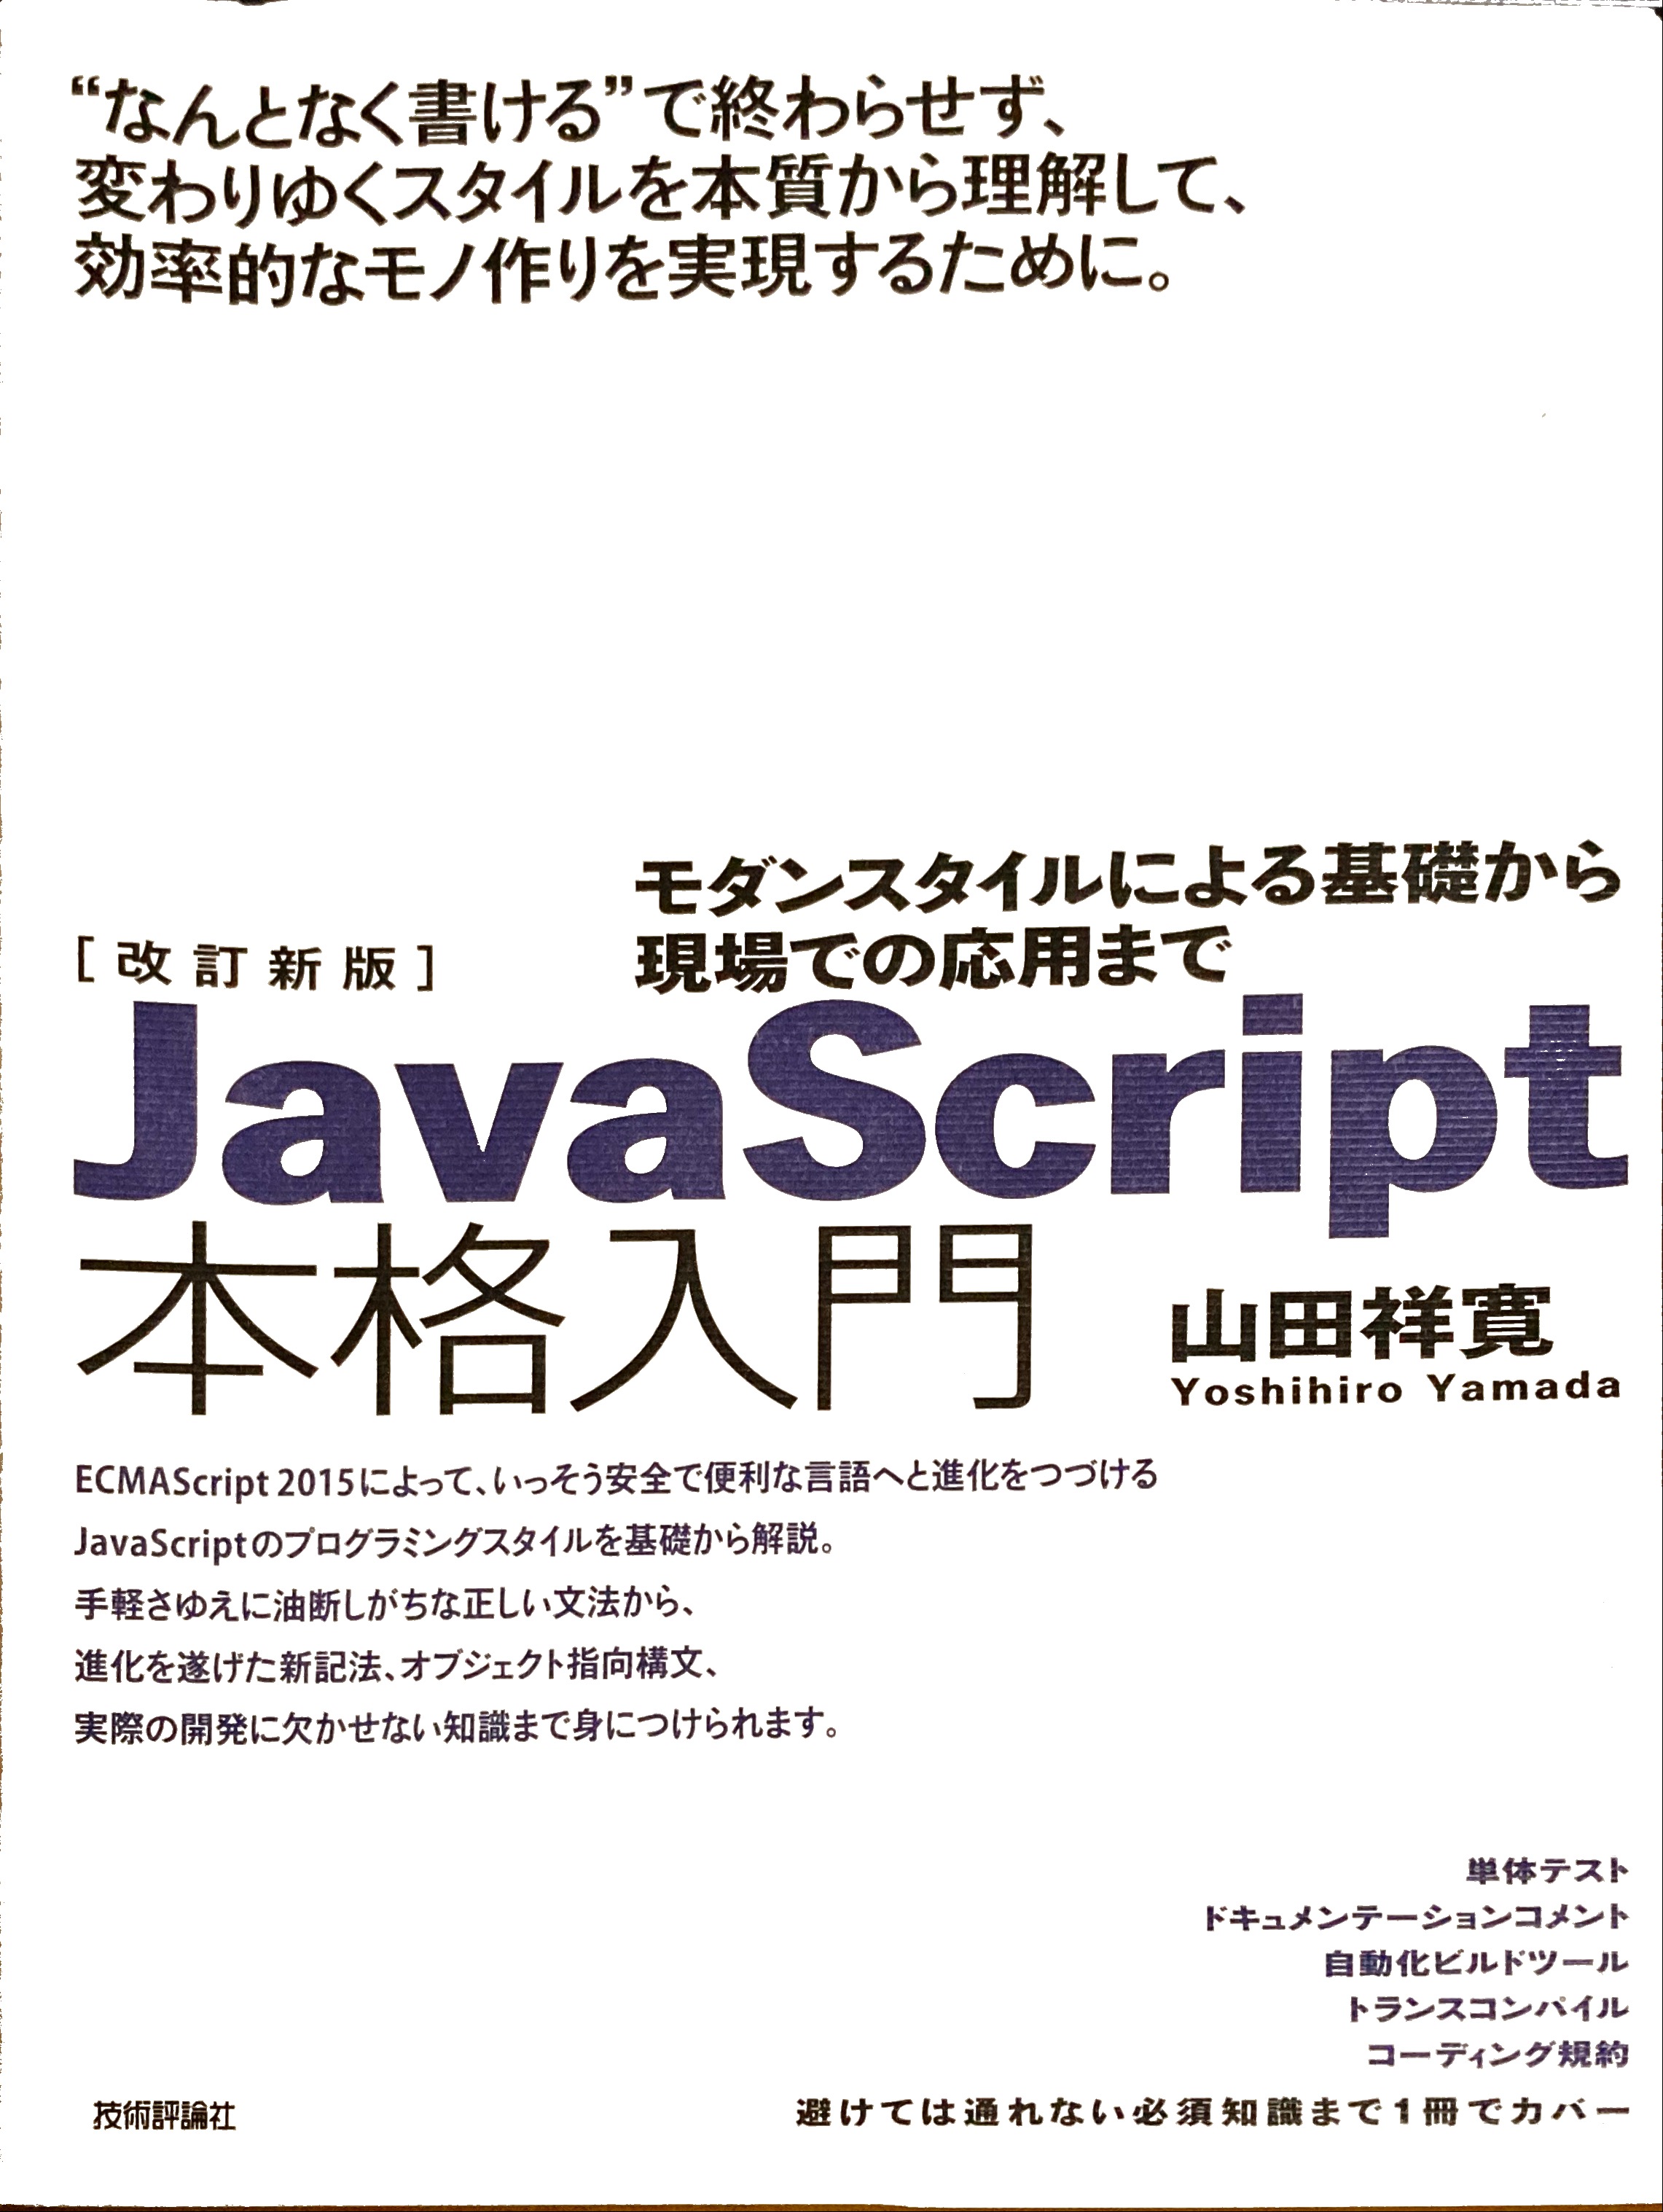 “なんとなく書ける”で終わらせず、
変わりゆくスタイルを本質から理解して、
効率的なモノ作りを実現するために。
モダンスタイルによる基礎から
現場での応用まで
[改訂新版]
JavaScript
本格入門
山田祥寛
Yoshihiro Yamada
ECMAScript 2015によって、いっそう安全で便利な言語へと進化をつづける
JavaScriptのプログラミングスタイルを基礎から解説。
手軽さゆえに油断しがちな正しい文法から、
進化を遂げた新記法、オブジェクト指向構文、
実際の開発に欠かせない知識まで身につけられます。
単体テスト
ドキュメンテーションコメント
自動化ビルドツール
トランスコンパイル
コーディング規約
避けては通れない必須知識まで1冊でカバー
技術評論社